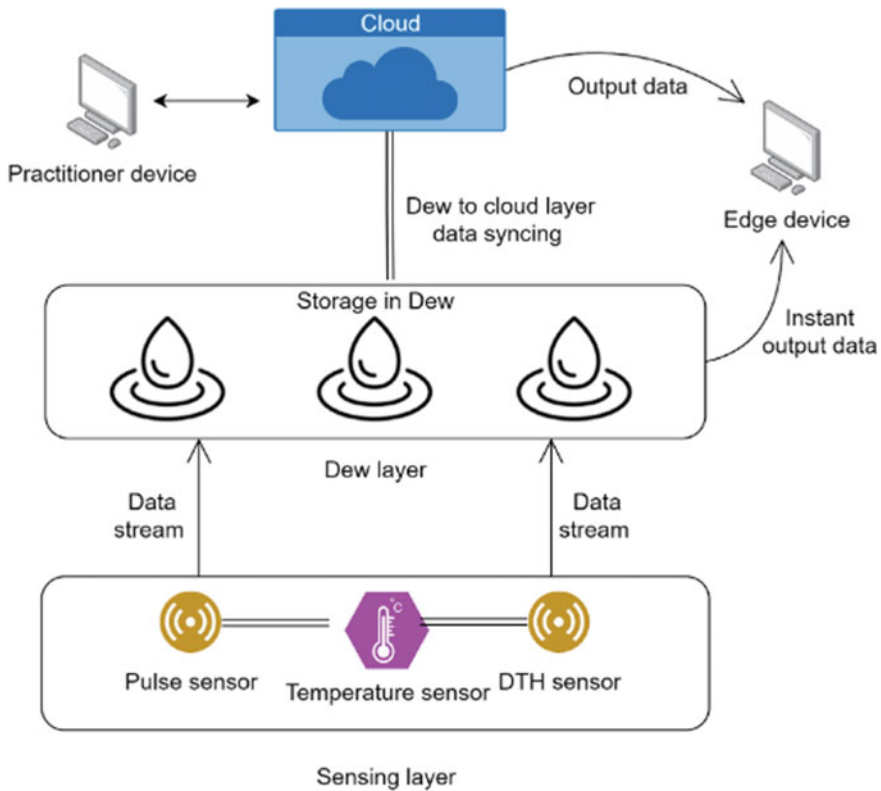 Cloud
Output data
Practitioner device
Edge device
Dew to cloud layer
data syncing
Storage in Dew
Instant
output data
Dew layer
Data
stream
Data
stream
°C
Pulse sensor
Temperature sensor
DTH sensor
Sensing layer